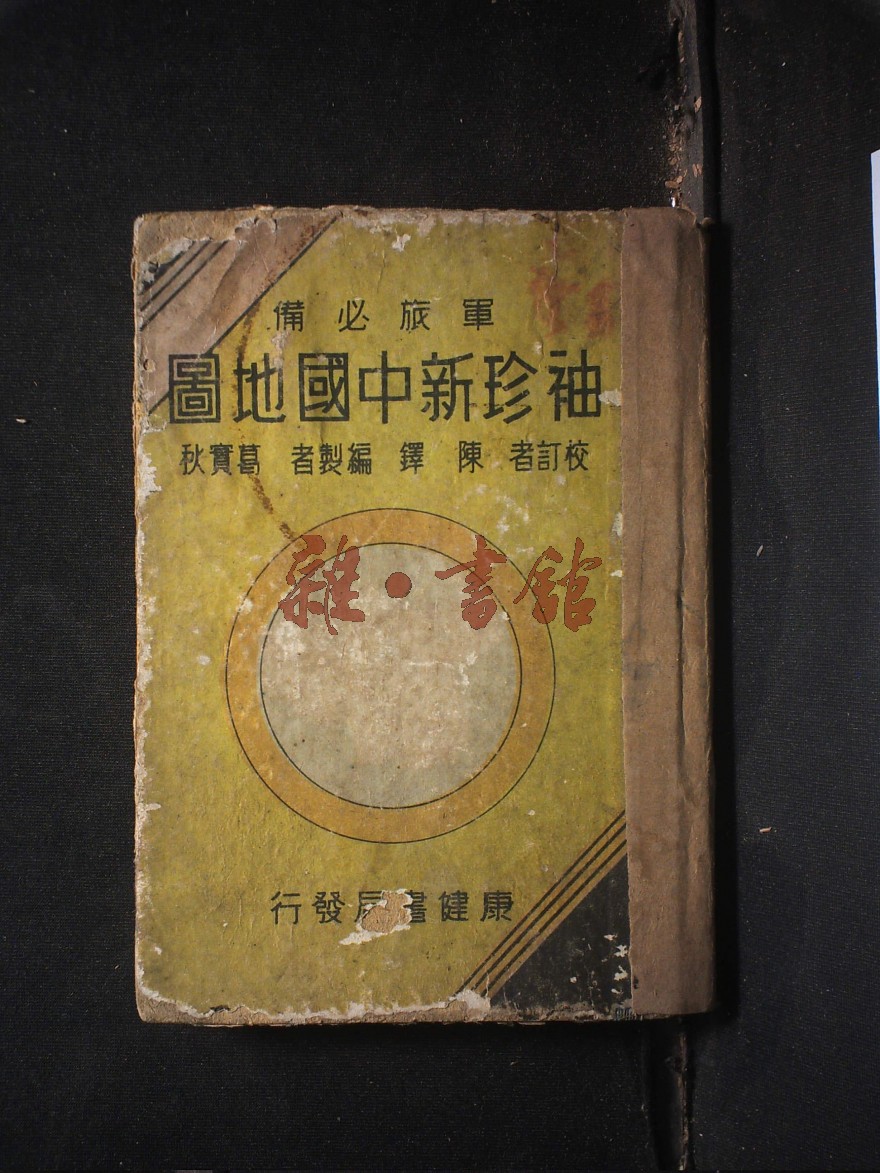 軍旅必備
袖珍新中國地圖
校訂者 陳鐸 編製者 葛實秋
雜·書館
康健書局發行